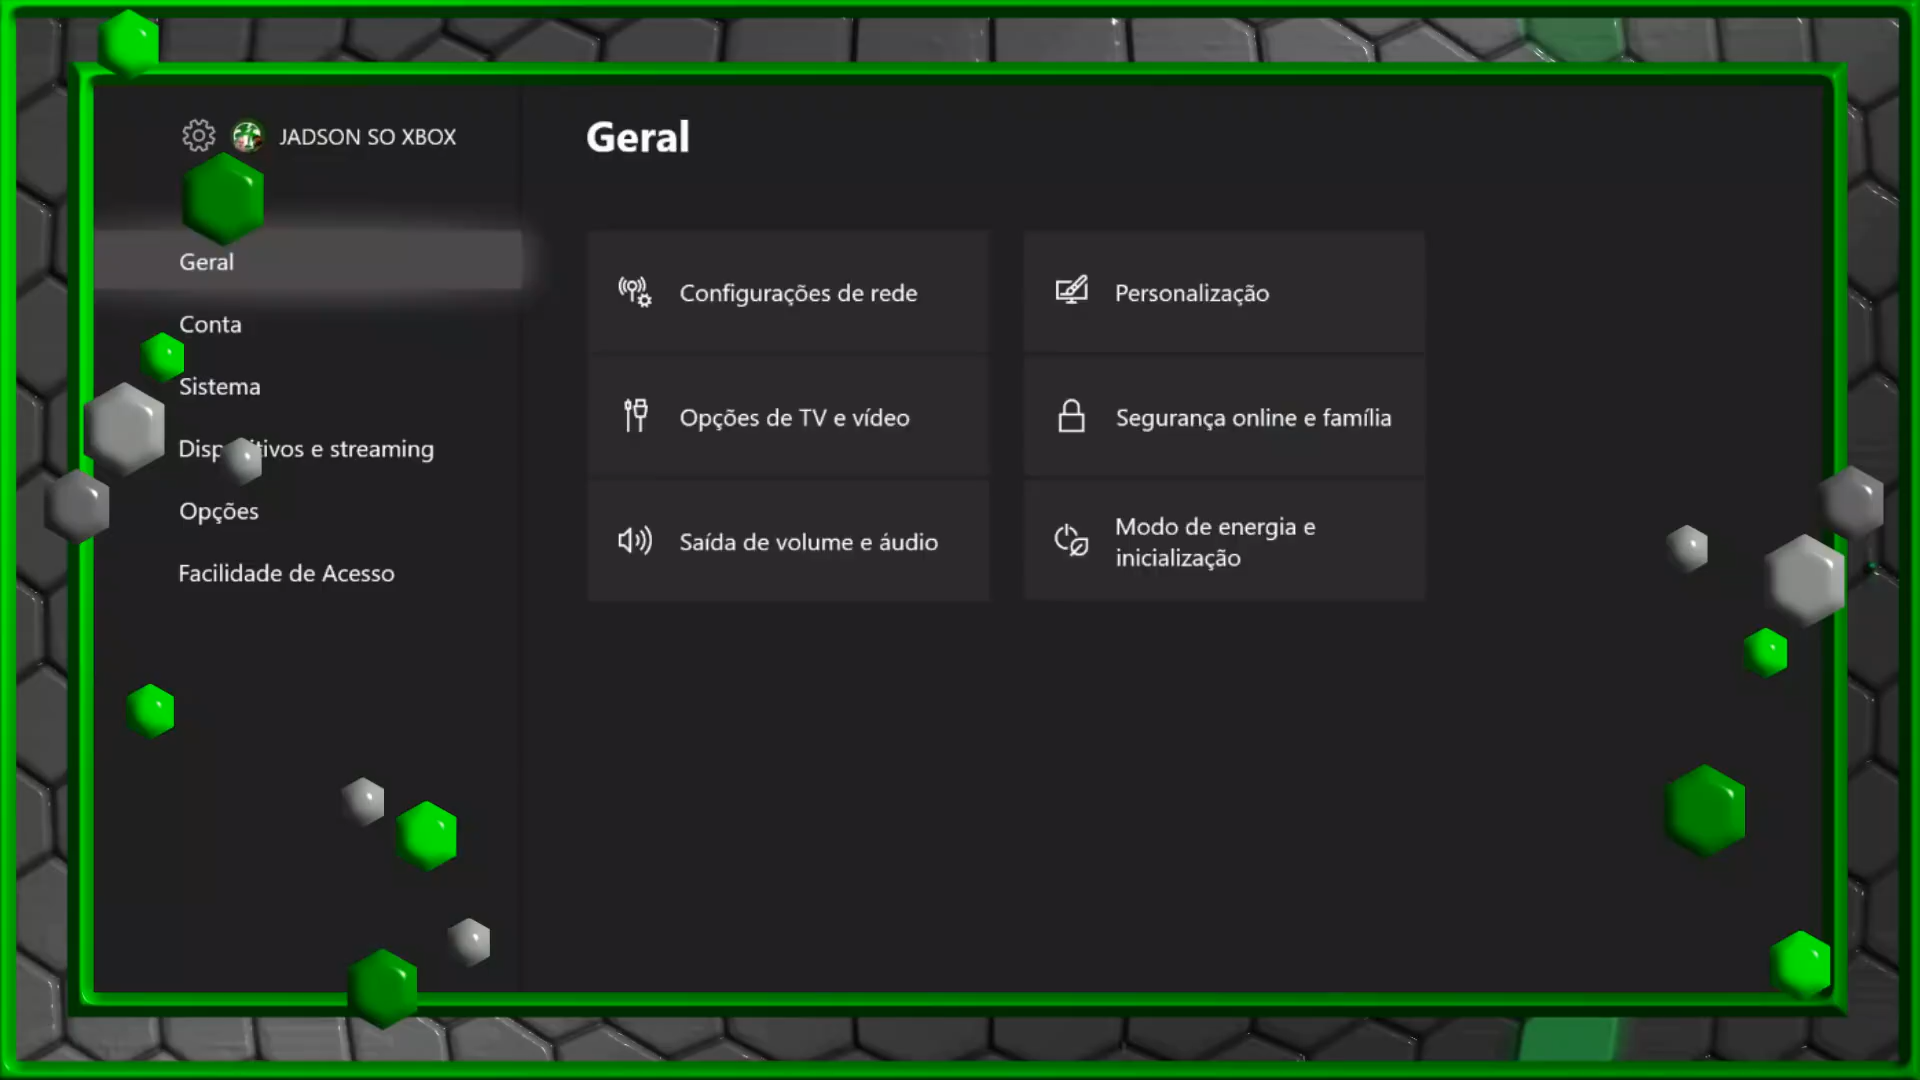 JADSON SO XBOX
Geral
Conta
Sistema
streaming
Opções
Facilidade de Acesso
Geral
Configurações de rede
Personalização
Opções de TV e vídeo
Segurança online e família
Saída de volume e áudio
Modo de energia e
inicialização